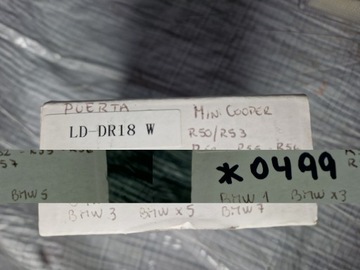 PUERTA
MINI COOPER
LD-DR18 W
R50/R53
*0499
BMW 5
BMW 1 BMW X3
BMW 3 BMW X5 BMW 7